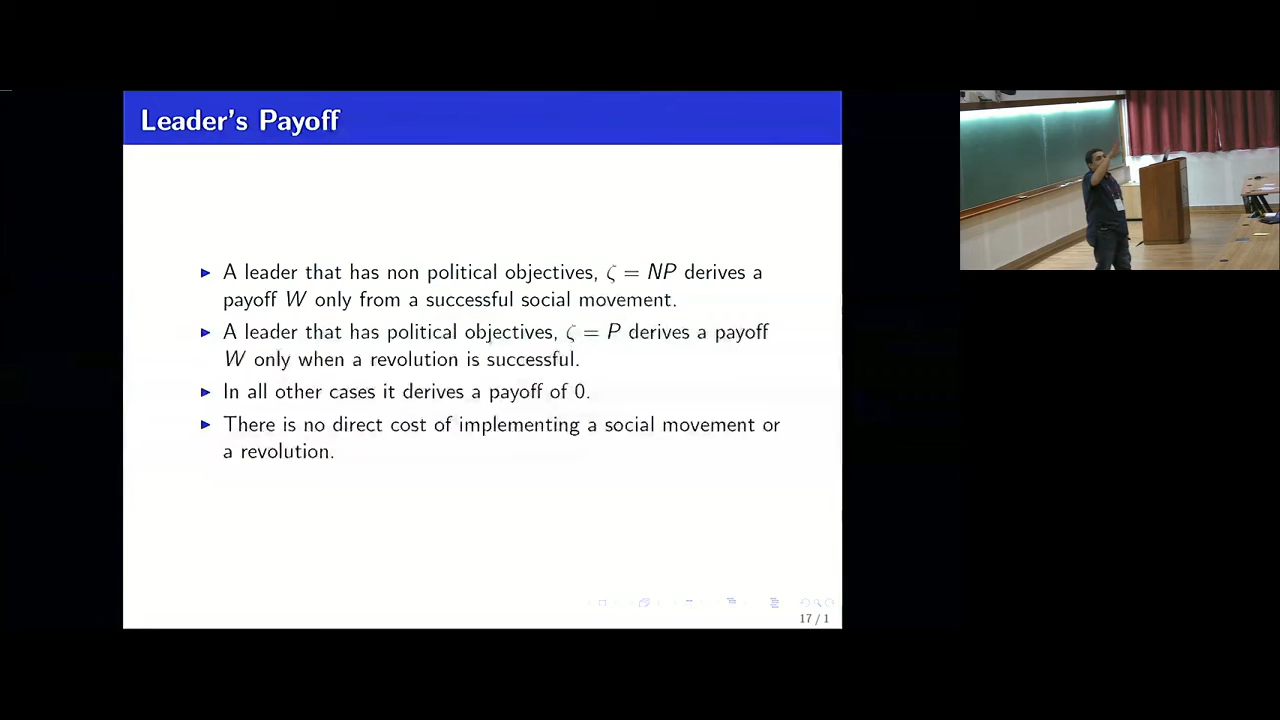 Leader's Payoff
A leader that has non political objectives, ζ = NP derives a
payoff W only from a successful social movement.
A leader that has political objectives, ζ = P derives a payoff
W only when a revolution is successful.
In all other cases it derives a payoff of 0.
There is no direct cost of implementing a social movement or
a revolution.
17 / 1